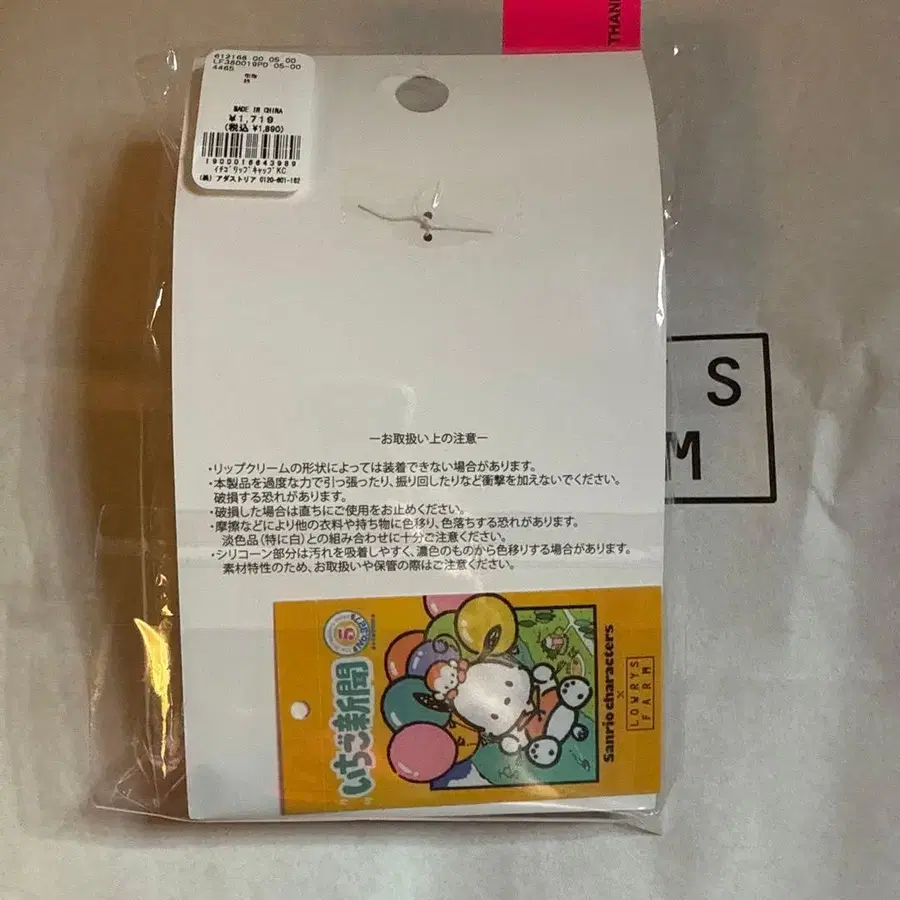 THAN
612168 00 05 00
LF380019PO 05-00
4465
MADE IN CHINA
¥1,719
(税込 ¥1,890)
1900016643989
イチゴリップキャップKC
(株) アダストリア 0120-601-162
S
M
ーお取扱い上の注意ー
・リップクリームの形状によっては装着できない場合があります。
・本製品を過度な力で引っ張ったり、振り回したりなど衝撃を加えないでください。
破損する恐れがあります。
・破損した場合は直ちにご使用をお止めください。
・摩擦などにより他の衣料や持ち物に色移り、色落ちする恐れがあります。
淡色品(特に白)との組み合わせに十分ご注意ください。
・シリコーン部分は汚れを吸着しやすく、濃色のものから色移りする場合があります。
素材特性のため、お取扱いや保管の際はご注意ください。
いちご新聞
5
Sanrio characters
×
LOWRYS
FARM